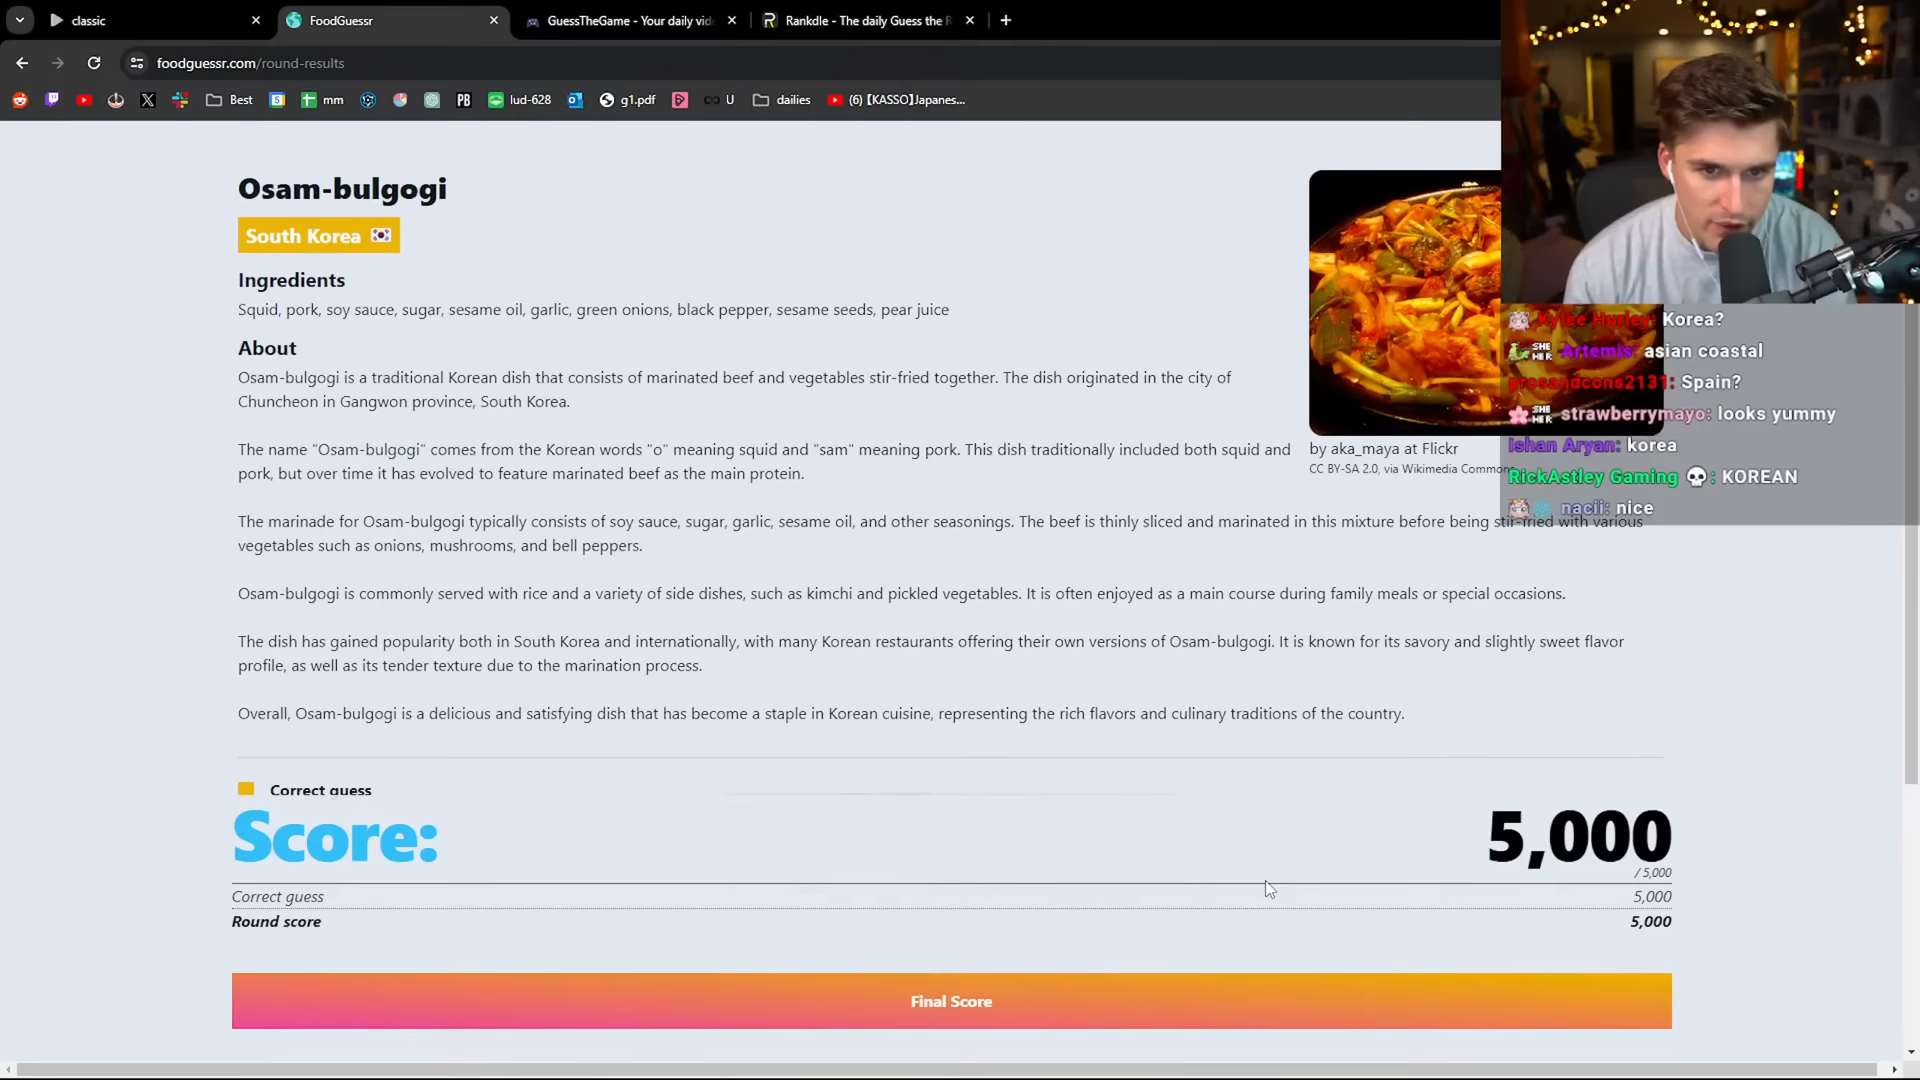 classic
FoodGuessr
GuessTheGame - Your daily vid
Rankdle - The daily Guess the R
foodguessr.com/round-results
Best
mm
PB
lud-628
g1.pdf
U
dailies
(6)【KASSO】Japanes...
Osam-bulgogi
South Korea
Ingredients
Squid, pork, soy sauce, sugar, sesame oil, garlic, green onions, black pepper, sesame seeds, pear juice
About
Osam-bulgogi is a traditional Korean dish that consists of marinated beef and vegetables stir-fried together. The dish originated in the city of
Chuncheon in Gangwon province, South Korea.
The name "Osam-bulgogi" comes from the Korean words "o" meaning squid and "sam" meaning pork. This dish traditionally included both squid and
pork, but over time it has evolved to feature marinated beef as the main protein.
The marinade for Osam-bulgogi typically consists of soy sauce, sugar, garlic, sesame oil, and other seasonings. The beef is thinly sliced and marinated in this mixture before being stir-fried with various
vegetables such as onions, mushrooms, and bell peppers.
Osam-bulgogi is commonly served with rice and a variety of side dishes, such as kimchi and pickled vegetables. It is often enjoyed as a main course during family meals or special occasions.
The dish has gained popularity both in South Korea and internationally, with many Korean restaurants offering their own versions of Osam-bulgogi. It is known for its savory and slightly sweet flavor
profile, as well as its tender texture due to the marination process.
Overall, Osam-bulgogi is a delicious and satisfying dish that has become a staple in Korean cuisine, representing the rich flavors and culinary traditions of the country.
by aka_maya at Flickr
CC BY-SA 2.0, via Wikimedia Commons
Kylee Hurley: Korea?
SHE HER Artemis: asian coastal
prosandcons2131: Spain?
SHE HER strawberrymayo: looks yummy
Ishan Aryan: korea
RickAstley Gaming 💀: KOREAN
nacii: nice
Correct guess
Score:
5,000
/ 5,000
Correct guess 5,000
Round score 5,000
Final Score